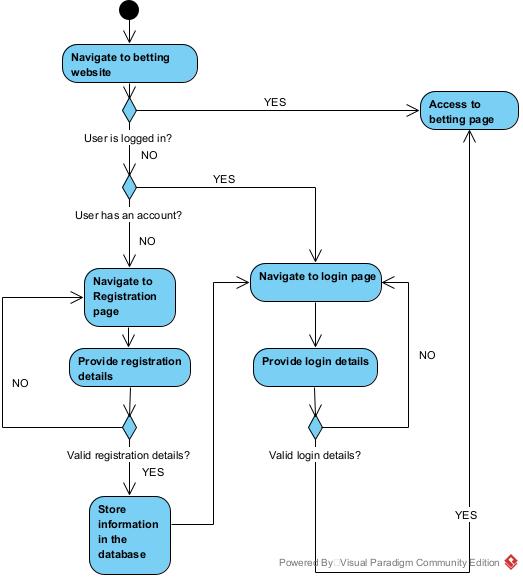 Navigate to betting
website
YES
Access to
betting page
User is logged in?
NO
YES
User has an account?
NO
Navigate to
Registration
page
Navigate to login page
Provide registration
details
Provide login details
NO
NO
Valid registration details?
Valid login details?
YES
Store
information
in the
database
YES
Powered By Visual Paradigm Community Edition